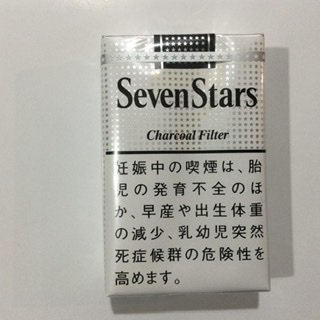 SevenStars
Charcoal Filter
妊娠中の喫煙は、胎
児の発育不全のほ
か、早産や出生体重
の減少、乳幼児突然
死症候群の危険性を
高めます。